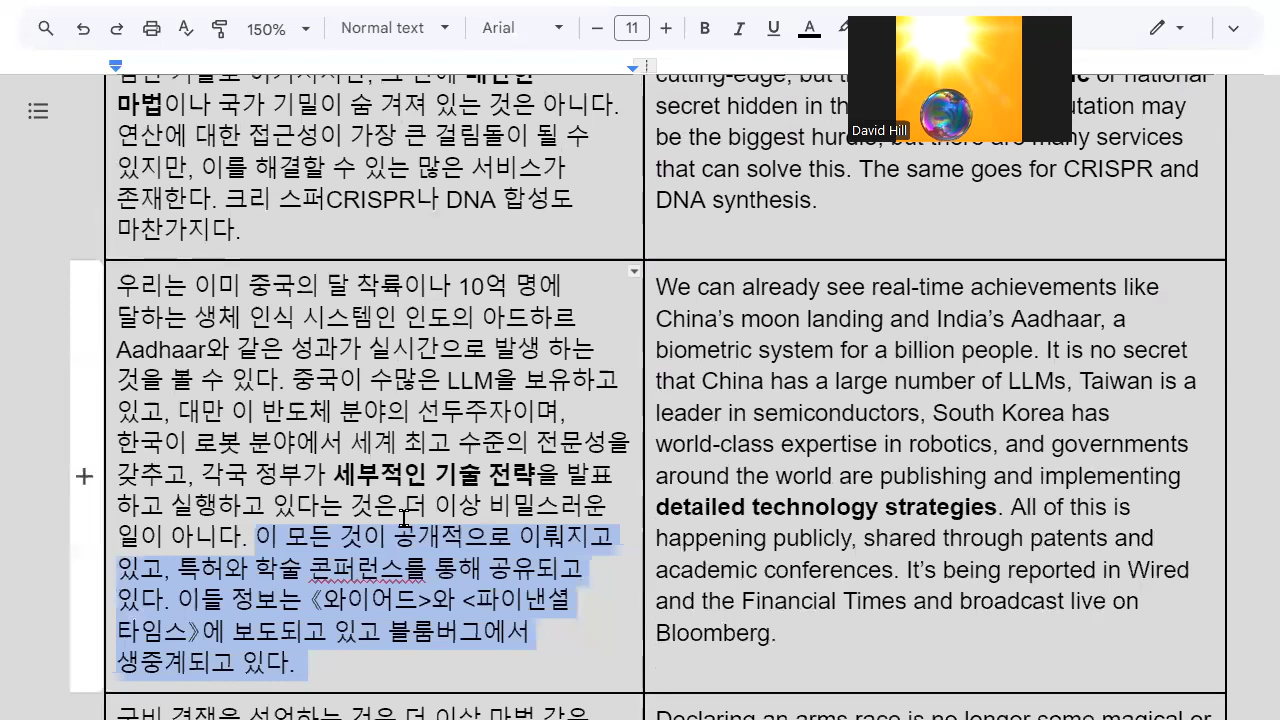 150%
Normal text
Arial
11
B
I
U
A
David Hill
마법이나 국가 기밀이 숨 겨져 있는 것은 아니다.
연산에 대한 접근성이 가장 큰 걸림돌이 될 수
있지만, 이를 해결할 수 있는 많은 서비스가
존재한다. 크리 스퍼CRISPR나 DNA 합성도
마찬가지다.
cutting-edge, but
or national
secret hidden in
may
be the biggest
many services
that can solve this. The same goes for CRISPR and
DNA synthesis.
우리는 이미 중국의 달 착륙이나 10억 명에
달하는 생체 인식 시스템인 인도의 아드하르
Aadhaar와 같은 성과가 실시간으로 발생 하는
것을 볼 수 있다. 중국이 수많은 LLM을 보유하고
있고, 대만 이 반도체 분야의 선두주자이며,
한국이 로봇 분야에서 세계 최고 수준의 전문성을
갖추고, 각국 정부가 세부적인 기술 전략을 발표
하고 실행하고 있다는 것은 더 이상 비밀스러운
일이 아니다. 이 모든 것이 공개적으로 이뤄지고
있고, 특허와 학술 콘퍼런스를 통해 공유되고
있다. 이들 정보는 《와이어드>와 <파이낸셜
타임스》에 보도되고 있고 블룸버그에서
생중계되고 있다.
We can already see real-time achievements like
China’s moon landing and India’s Aadhaar, a
biometric system for a billion people. It is no secret
that China has a large number of LLMs, Taiwan is a
leader in semiconductors, South Korea has
world-class expertise in robotics, and governments
around the world are publishing and implementing
detailed technology strategies. All of this is
happening publicly, shared through patents and
academic conferences. It’s being reported in Wired
and the Financial Times and broadcast live on
Bloomberg.
Declaring an arms race is no longer some magical or